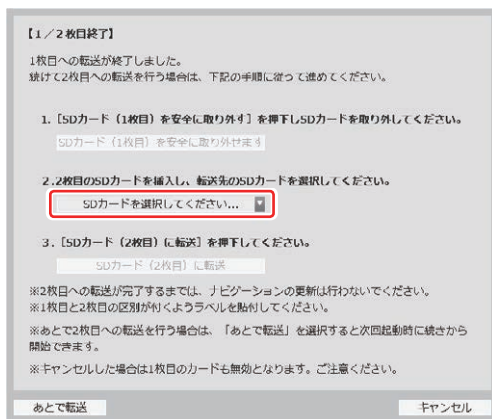 【1／2枚目終了】
1枚目への転送が終了しました。
続けて2枚目への転送を行う場合は、下記の手順に従って進めてください。
1.［SDカード（1枚目）を安全に取り外す］を押下しSDカードを取り外してください。
SDカード（1枚目）を安全に取り外せます
2.2枚目のSDカードを挿入し、転送先のSDカードを選択してください。
SDカードを選択してください...
3.［SDカード（2枚目）に転送］を押下してください。
SDカード（2枚目）に転送
※2枚目への転送が完了するまでは、ナビゲーションの更新は行わないでください。
※1枚目と2枚目の区別が付くようラベルを貼付してください。
※あとで2枚目への転送を行う場合は、「あとで転送」を選択すると次回起動時に続きから
開始できます。
※キャンセルした場合は1枚目のカードも無効となります。ご注意ください。
あとで転送 キャンセル